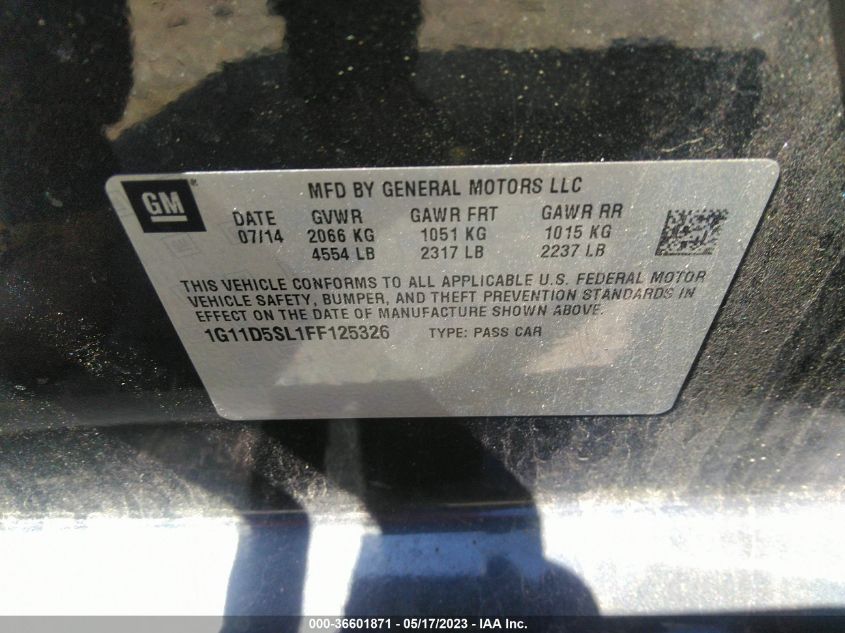 GM ®
MFD BY GENERAL MOTORS LLC
DATE GVWR GAWR FRT GAWR RR
07/14 2066 KG 1051 KG 1015 KG
4554 LB 2317 LB 2237 LB
THIS VEHICLE CONFORMS TO ALL APPLICABLE U.S. FEDERAL MOTOR
VEHICLE SAFETY, BUMPER, AND THEFT PREVENTION STANDARDS IN
EFFECT ON THE DATE OF MANUFACTURE SHOWN ABOVE.
1G11D5SL1FF125326 TYPE: PASS CAR
000-36601871 - 05/17/2023 - IAA Inc.